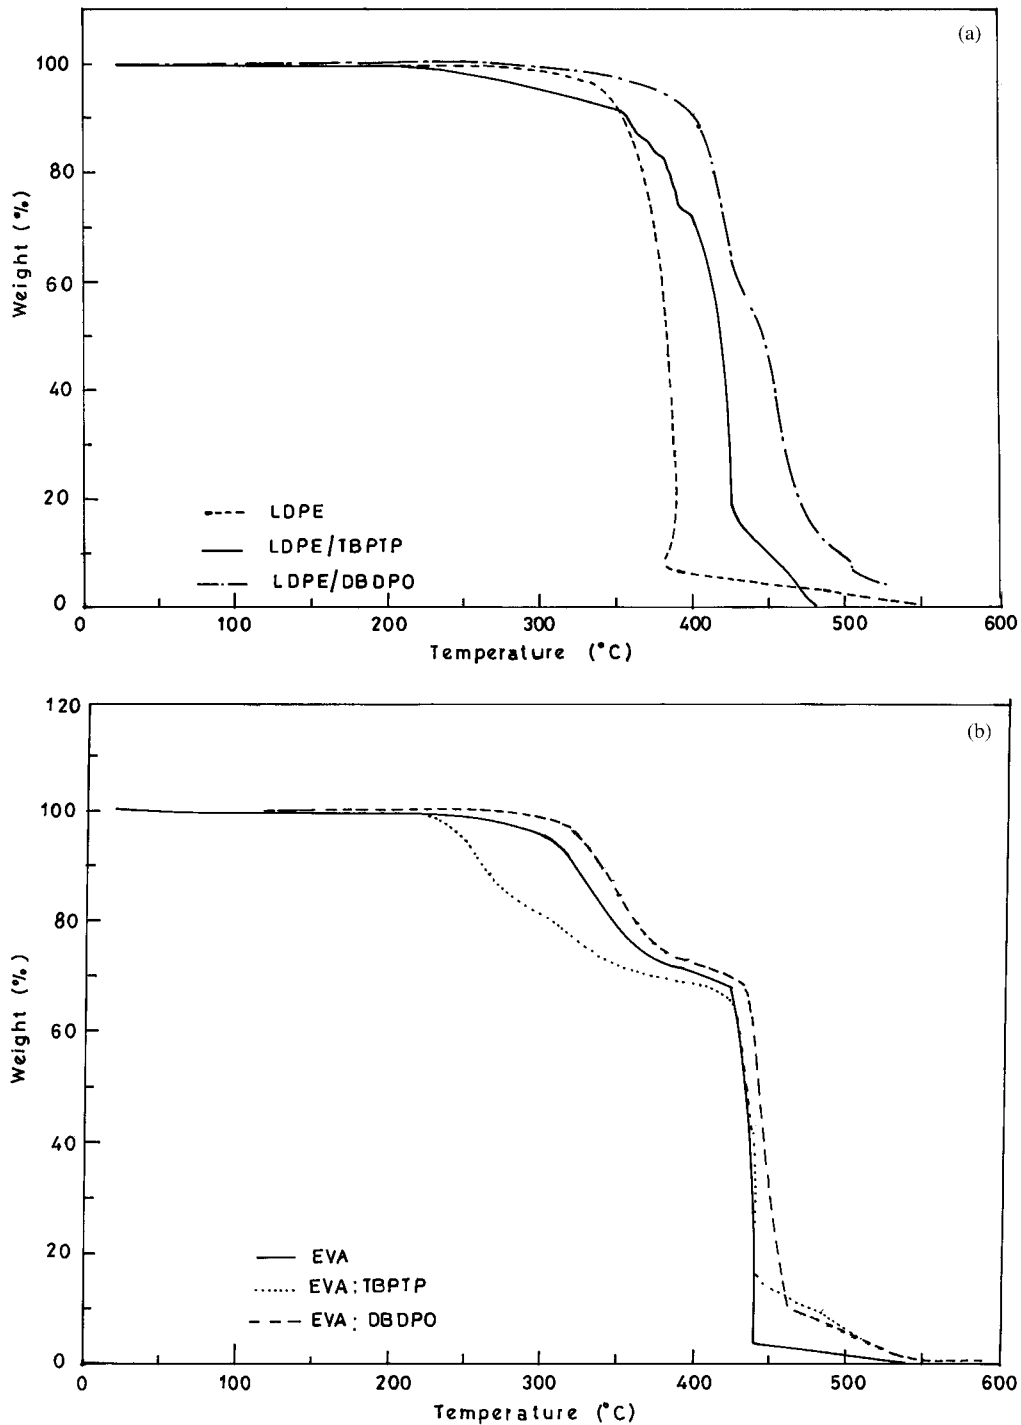 (a)
100
80
60
40
20
0
Weight (%)
LDPE
LDPE/TBPTP
LDPE/DBDPO
0 100 200 300 400 500 600
Temperature (°C)
(b)
120
100
80
60
40
20
0
Weight (%)
EVA
EVA:TBPTP
EVA: DBDPO
0 100 200 300 400 500 600
Temperature (°C)